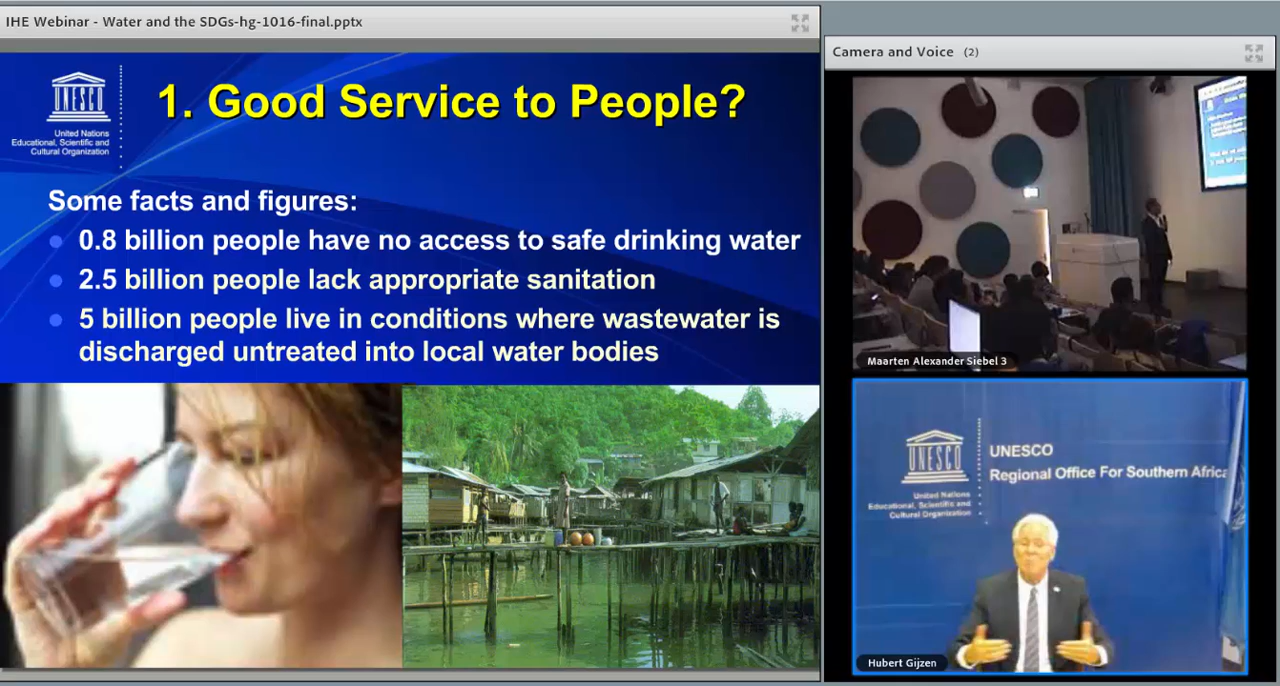 IHE Webinar - Water and the SDGs-hg-1016-final.pptx
UNESCO
United Nations
Educational, Scientific and
Cultural Organization
1. Good Service to People?
Some facts and figures:
0.8 billion people have no access to safe drinking water
2.5 billion people lack appropriate sanitation
5 billion people live in conditions where wastewater is
discharged untreated into local water bodies
Camera and Voice (2)
Maarten Alexander Siebel 3
UNESCO
United Nations
Educational, Scientific and
Cultural Organization
UNESCO
Regional Office For Southern Africa
Hubert Gijzen